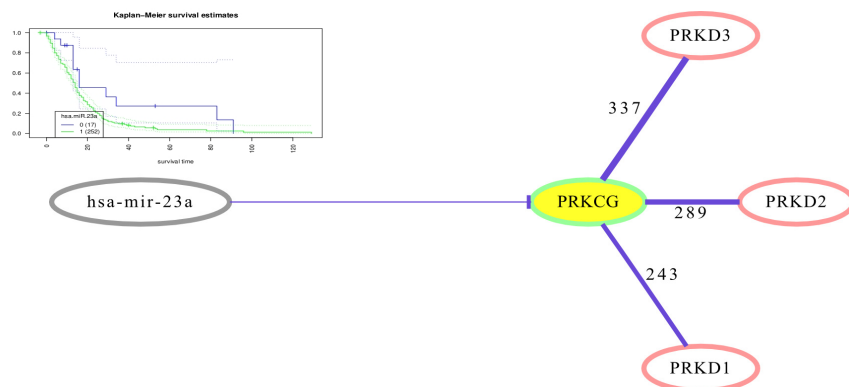 Kaplan−Meier survival estimates
1.0
0.8
0.6
0.4
0.2
0.0
hsa.miR.23a
0 (17)
1 (252)
0 20 40 60 80 100 120
survival time
PRKD3
337
hsa-mir-23a
PRKCG
289
PRKD2
243
PRKD1